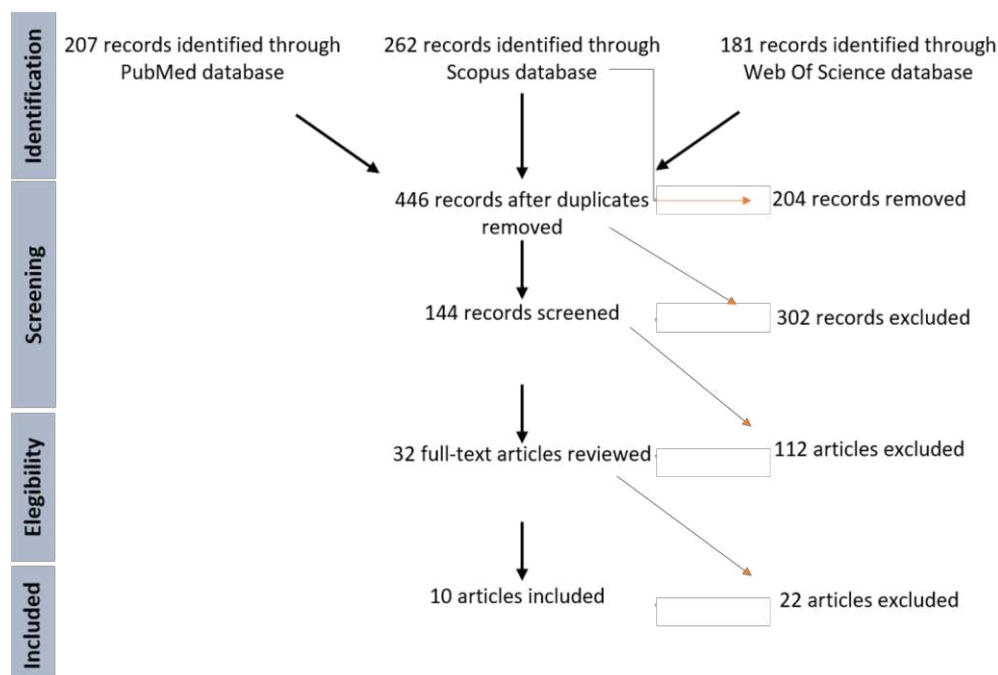 Identification
207 records identified through
PubMed database
262 records identified through
Scopus database
181 records identified through
Web Of Science database
Screening
446 records after duplicates
removed
204 records removed
144 records screened
302 records excluded
Elegibility
32 full-text articles reviewed
112 articles excluded
Included
10 articles included
22 articles excluded